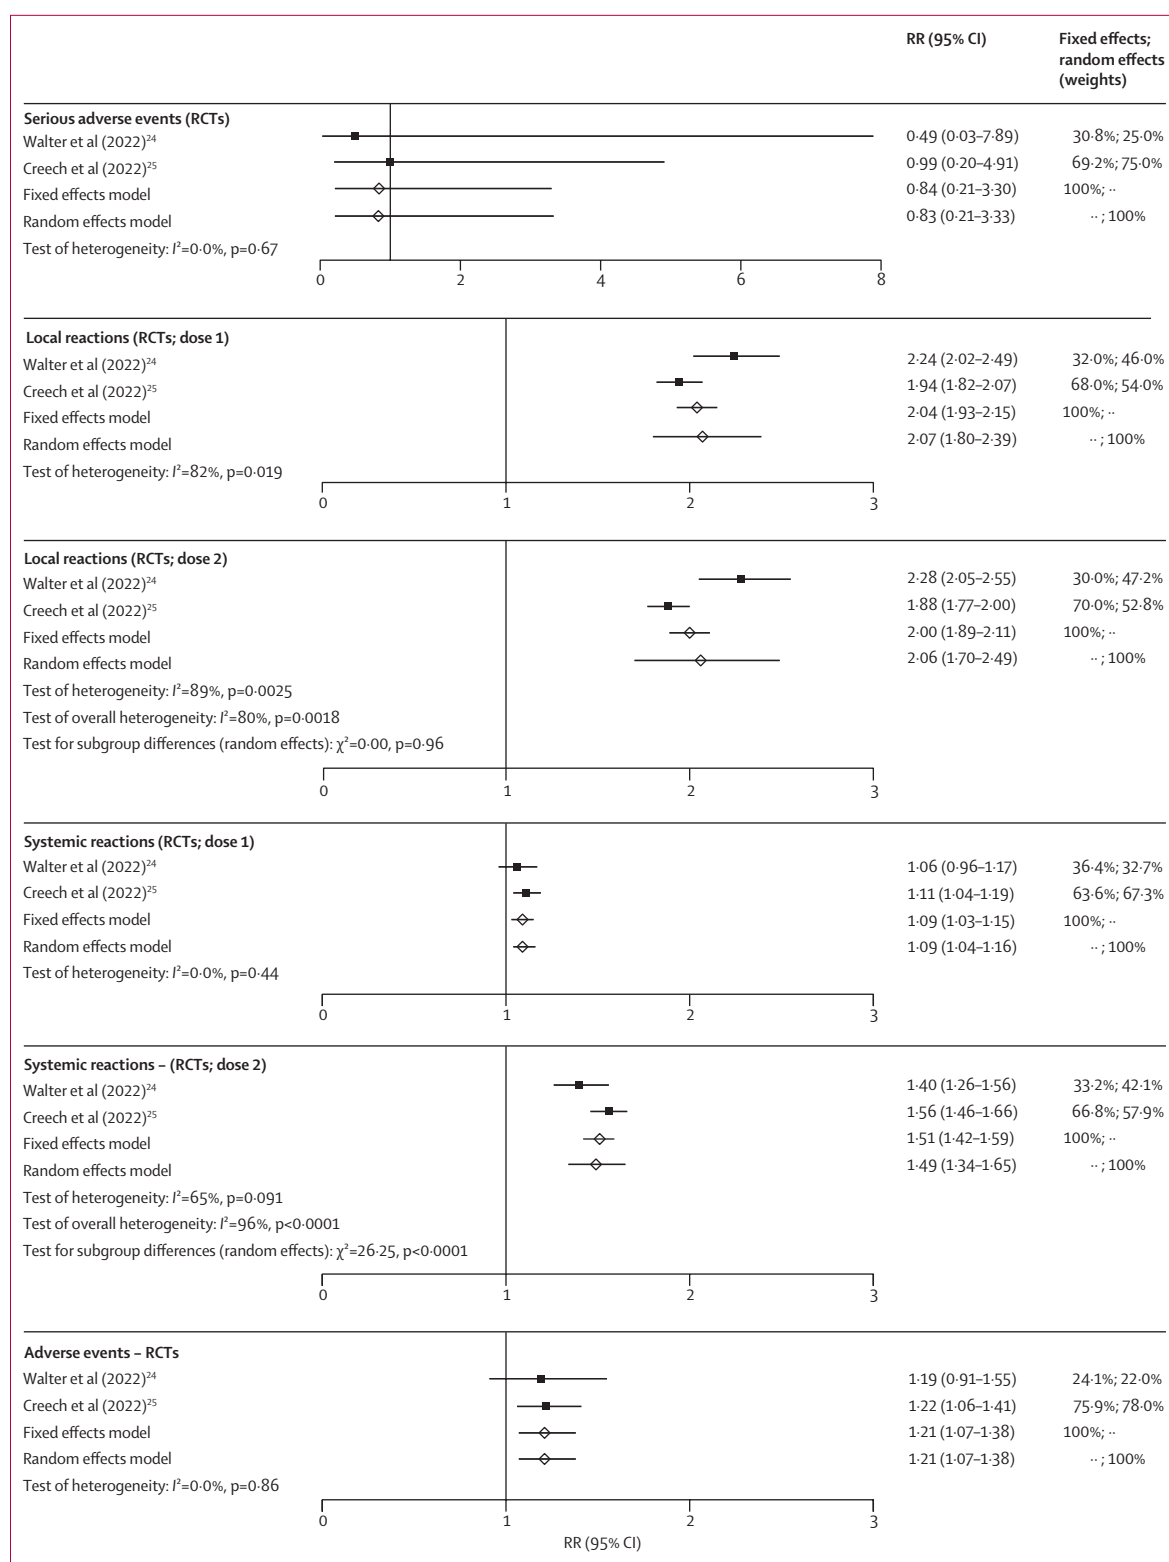 RR (95% CI) Fixed effects;
random effects
(weights)
Serious adverse events (RCTs)
Walter et al (2022)²⁴ 0·49 (0·03–7·89) 30·8%; 25·0%
Creech et al (2022)²⁵ 0·99 (0·20–4·91) 69·2%; 75·0%
Fixed effects model 0·84 (0·21–3·30) 100%; ··
Random effects model 0·83 (0·21–3·33) ·· ; 100%
Test of heterogeneity: I²=0·0%, p=0·67
0 2 4 6 8
Local reactions (RCTs; dose 1)
Walter et al (2022)²⁴ 2·24 (2·02–2·49) 32·0%; 46·0%
Creech et al (2022)²⁵ 1·94 (1·82–2·07) 68·0%; 54·0%
Fixed effects model 2·04 (1·93–2·15) 100%; ··
Random effects model 2·07 (1·80–2·39) ·· ; 100%
Test of heterogeneity: I²=82%, p=0·019
0 1 2 3
Local reactions (RCTs; dose 2)
Walter et al (2022)²⁴ 2·28 (2·05–2·55) 30·0%; 47·2%
Creech et al (2022)²⁵ 1·88 (1·77–2·00) 70·0%; 52·8%
Fixed effects model 2·00 (1·89–2·11) 100%; ··
Random effects model 2·06 (1·70–2·49) ·· ; 100%
Test of heterogeneity: I²=89%, p=0·0025
Test of overall heterogeneity: I²=80%, p=0·0018
Test for subgroup differences (random effects): χ²=0·00, p=0·96
0 1 2 3
Systemic reactions (RCTs; dose 1)
Walter et al (2022)²⁴ 1·06 (0·96–1·17) 36·4%; 32·7%
Creech et al (2022)²⁵ 1·11 (1·04–1·19) 63·6%; 67·3%
Fixed effects model 1·09 (1·03–1·15) 100%; ··
Random effects model 1·09 (1·04–1·16) ·· ; 100%
Test of heterogeneity: I²=0·0%, p=0·44
0 1 2 3
Systemic reactions – (RCTs; dose 2)
Walter et al (2022)²⁴ 1·40 (1·26–1·56) 33·2%; 42·1%
Creech et al (2022)²⁵ 1·56 (1·46–1·66) 66·8%; 57·9%
Fixed effects model 1·51 (1·42–1·59) 100%; ··
Random effects model 1·49 (1·34–1·65) ·· ; 100%
Test of heterogeneity: I²=65%, p=0·091
Test of overall heterogeneity: I²=96%, p<0·0001
Test for subgroup differences (random effects): χ²=26·25, p<0·0001
0 1 2 3
Adverse events – RCTs
Walter et al (2022)²⁴ 1·19 (0·91–1·55) 24·1%; 22·0%
Creech et al (2022)²⁵ 1·22 (1·06–1·41) 75·9%; 78·0%
Fixed effects model 1·21 (1·07–1·38) 100%; ··
Random effects model 1·21 (1·07–1·38) ·· ; 100%
Test of heterogeneity: I²=0·0%, p=0·86
0 1 2 3
RR (95% CI)